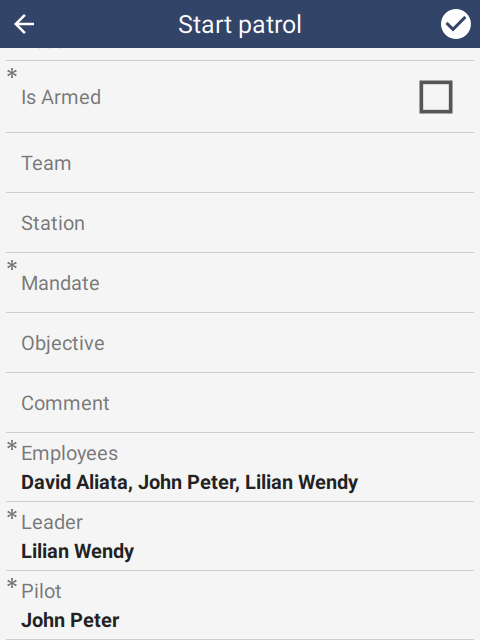 Start patrol
*
Is Armed
Team
Station
*
Mandate
Objective
Comment
* Employees
David Aliata, John Peter, Lilian Wendy
* Leader
Lilian Wendy
* Pilot
John Peter